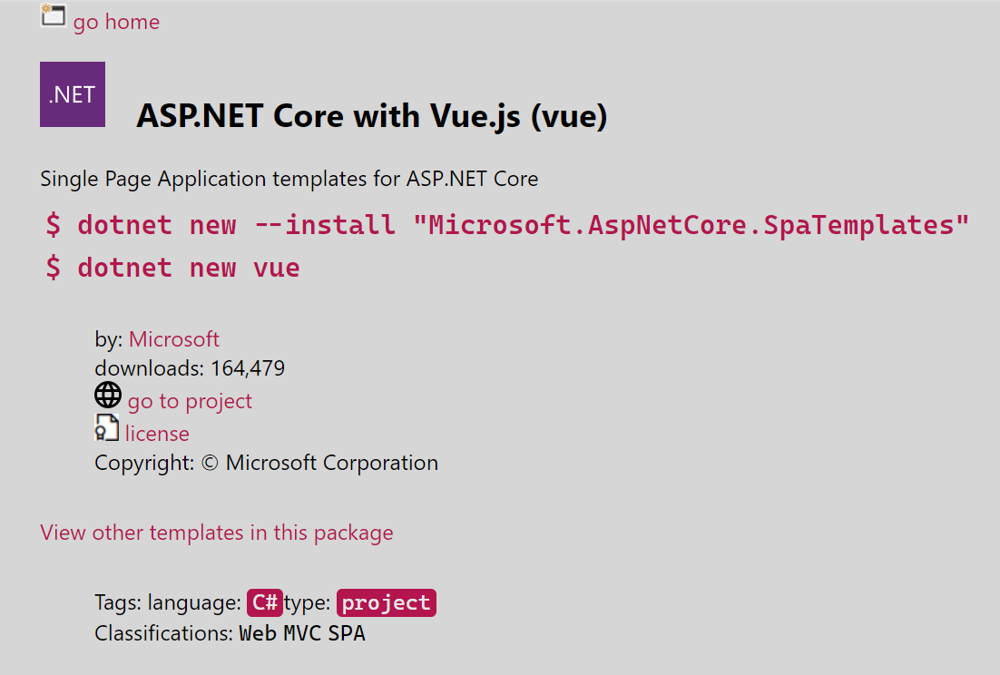 go home
.NET
ASP.NET Core with Vue.js (vue)
Single Page Application templates for ASP.NET Core
$ dotnet new --install "Microsoft.AspNetCore.SpaTemplates"
$ dotnet new vue
by: Microsoft
downloads: 164,479
go to project
license
Copyright: © Microsoft Corporation
View other templates in this package
Tags: language: C# type: project
Classifications: Web MVC SPA